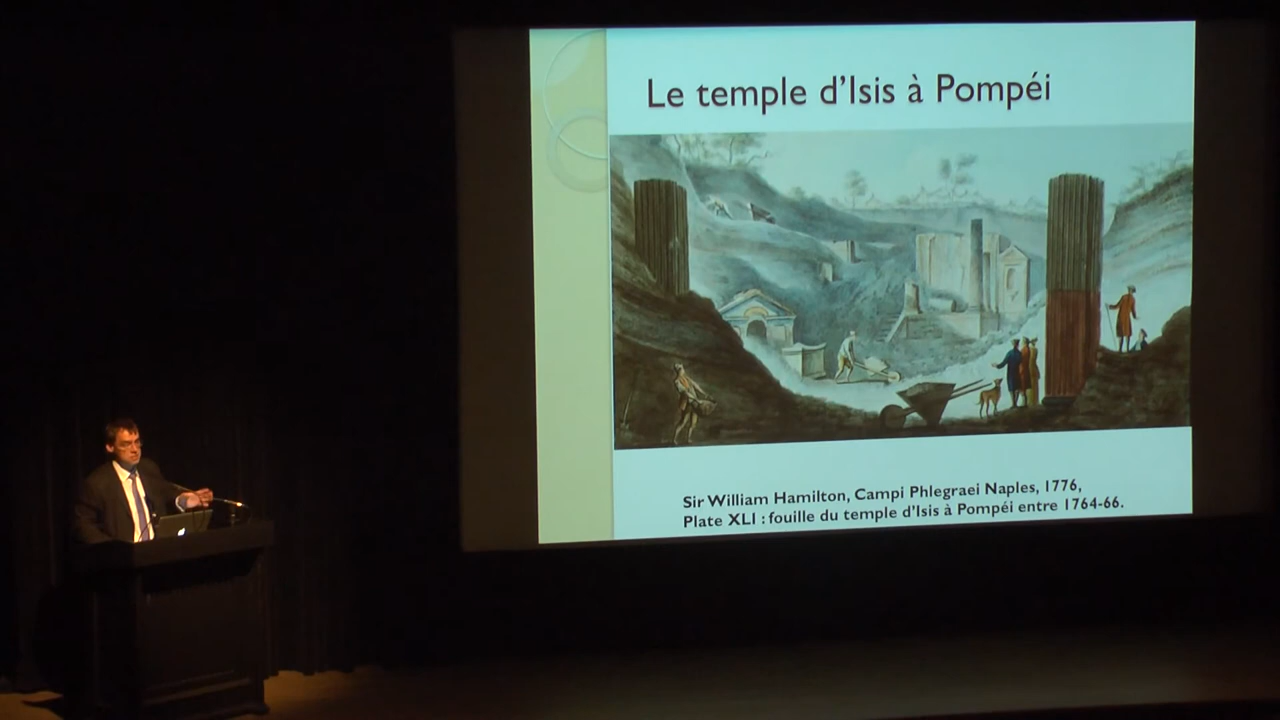 Le temple d'Isis à Pompéi
Sir William Hamilton, Campi Phlegraei Naples, 1776,
Plate XLI : fouille du temple d'Isis à Pompéi entre 1764-66.